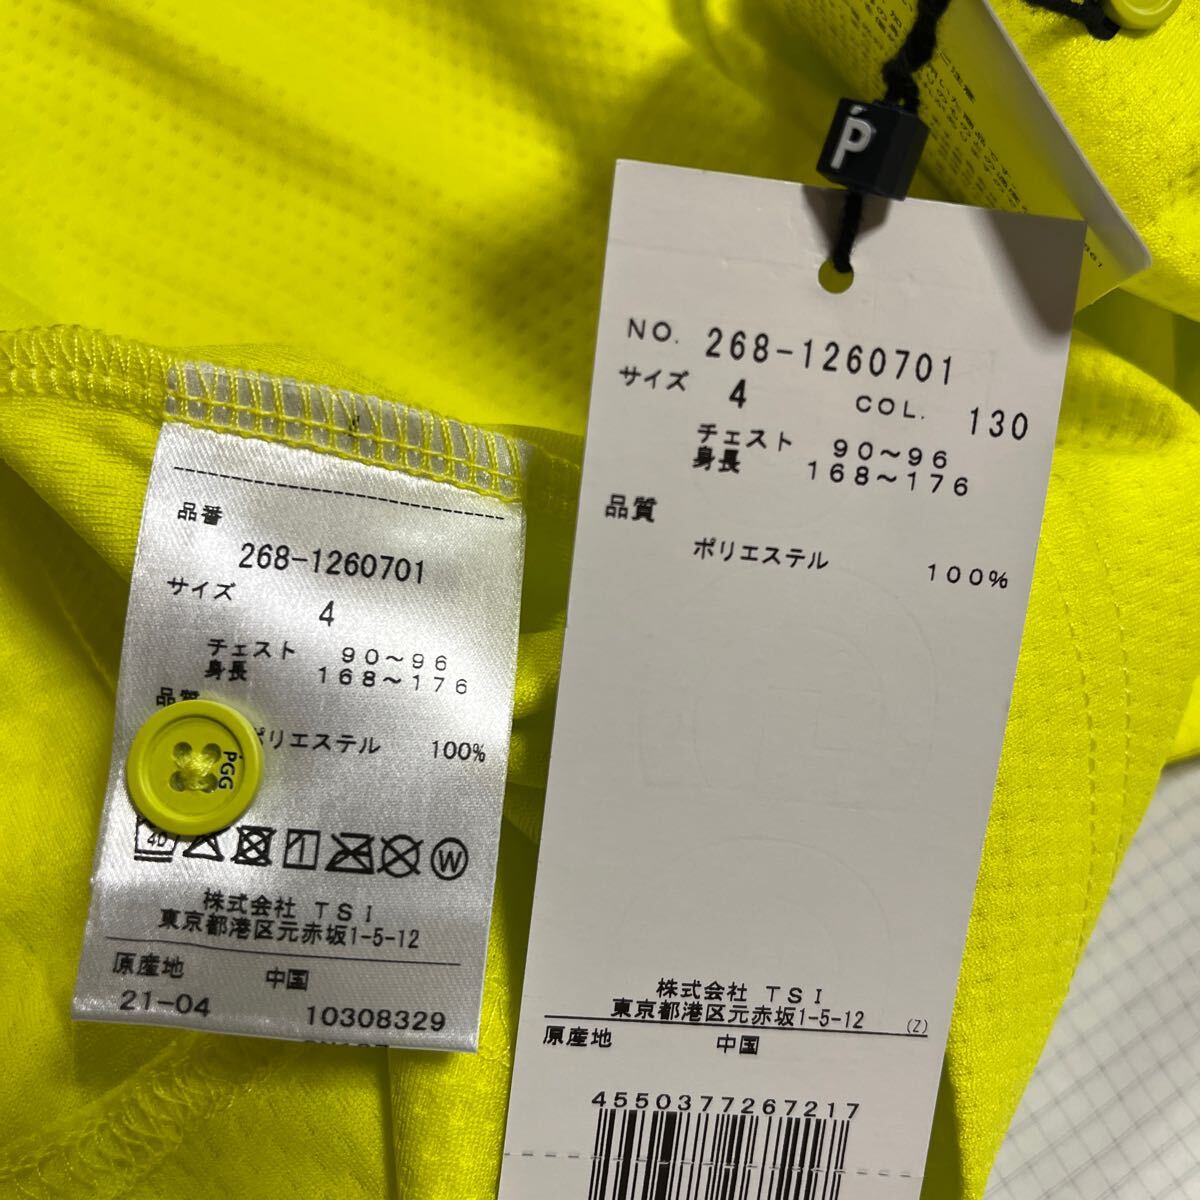 品番
268-1260701
サイズ
4
チェスト 90～96
身長 168～176
品質
リエステル 100%
PGG
40
W
株式会社 TSI
東京都港区元赤坂1-5-12
原産地 中国
21-04 10308329
P
NO. 268-1260701
サイズ 4 COL. 130
チェスト 90～96
身長 168～176
品質
ポリエステル 100%
株式会社 TSI
東京都港区元赤坂1-5-12 (Z)
原産地 中国
4550377267217